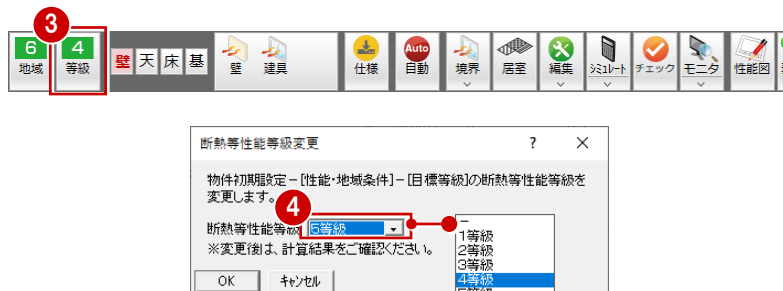 3
6 4 Auto
地域 等級 壁 天 床 基 壁 建具 仕様 自動 境界 居室 編集 ｼﾐｭﾚｰﾄ チェック モニタ 性能図
断熱等性能等級変更 ? ×
物件初期設定－[性能・地域条件]－[目標等級]の断熱等性能等級を
変更します。
4
断熱等性能等級 5等級
※変更後は、計算結果をご確認ください。
OK キャンセル
－
1等級
2等級
3等級
4等級
5等級